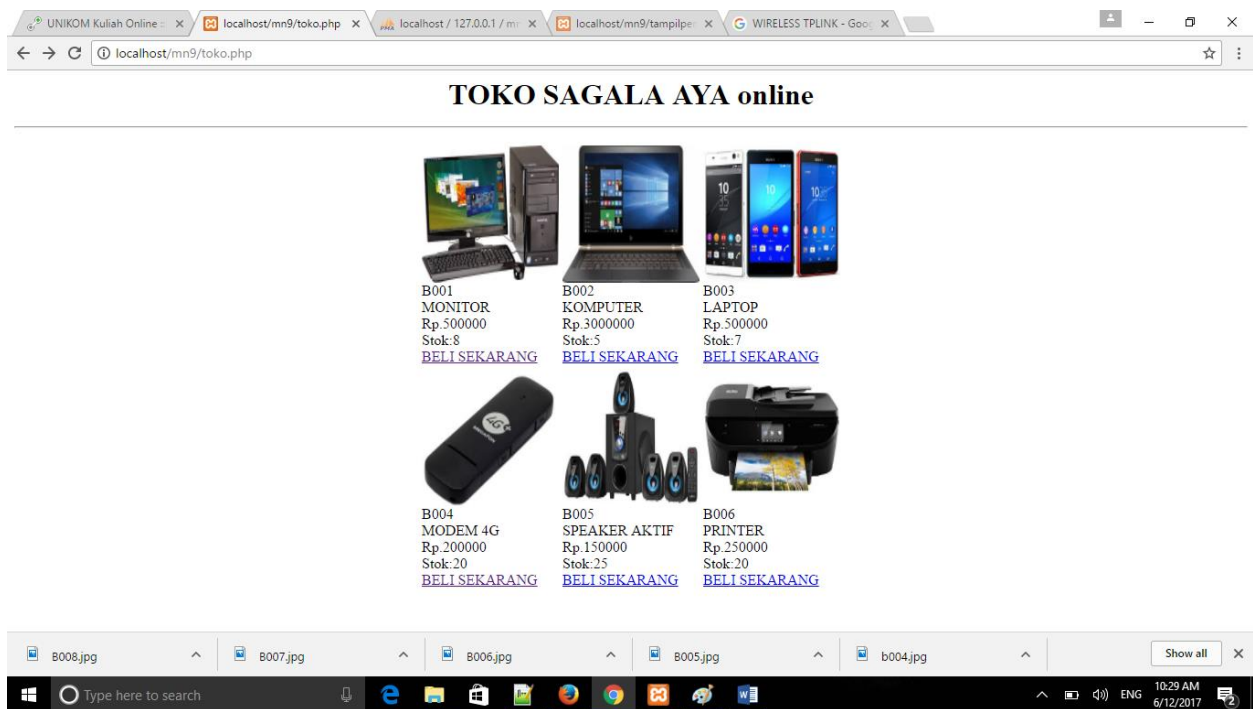 UNIKOM Kuliah Online ::
localhost/mn9/toko.php
localhost / 127.0.0.1 / mn
localhost/mn9/tampilper
WIRELESS TPLINK - Goog
localhost/mn9/toko.php
TOKO SAGALA AYA online
B001
MONITOR
Rp.500000
Stok:8
BELI SEKARANG
B002
KOMPUTER
Rp.3000000
Stok:5
BELI SEKARANG
B003
LAPTOP
Rp.500000
Stok:7
BELI SEKARANG
4G+
B004
MODEM 4G
Rp.200000
Stok:20
BELI SEKARANG
B005
SPEAKER AKTIF
Rp.150000
Stok:25
BELI SEKARANG
B006
PRINTER
Rp.250000
Stok:20
BELI SEKARANG
B008.jpg
B007.jpg
B006.jpg
B005.jpg
b004.jpg
Show all
Type here to search
ENG
10:29 AM
6/12/2017